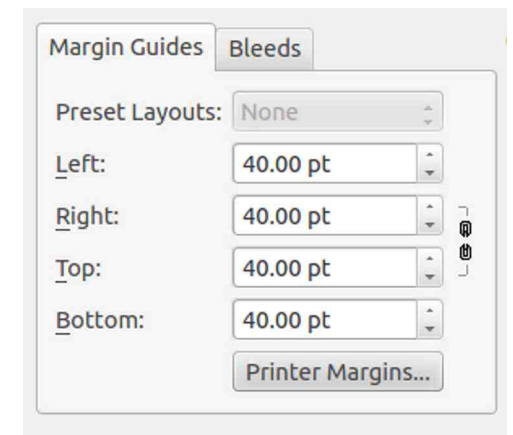 Margin Guides Bleeds
Preset Layouts: None
Left: 40.00 pt
Right: 40.00 pt
Top: 40.00 pt
Bottom: 40.00 pt
Printer Margins...